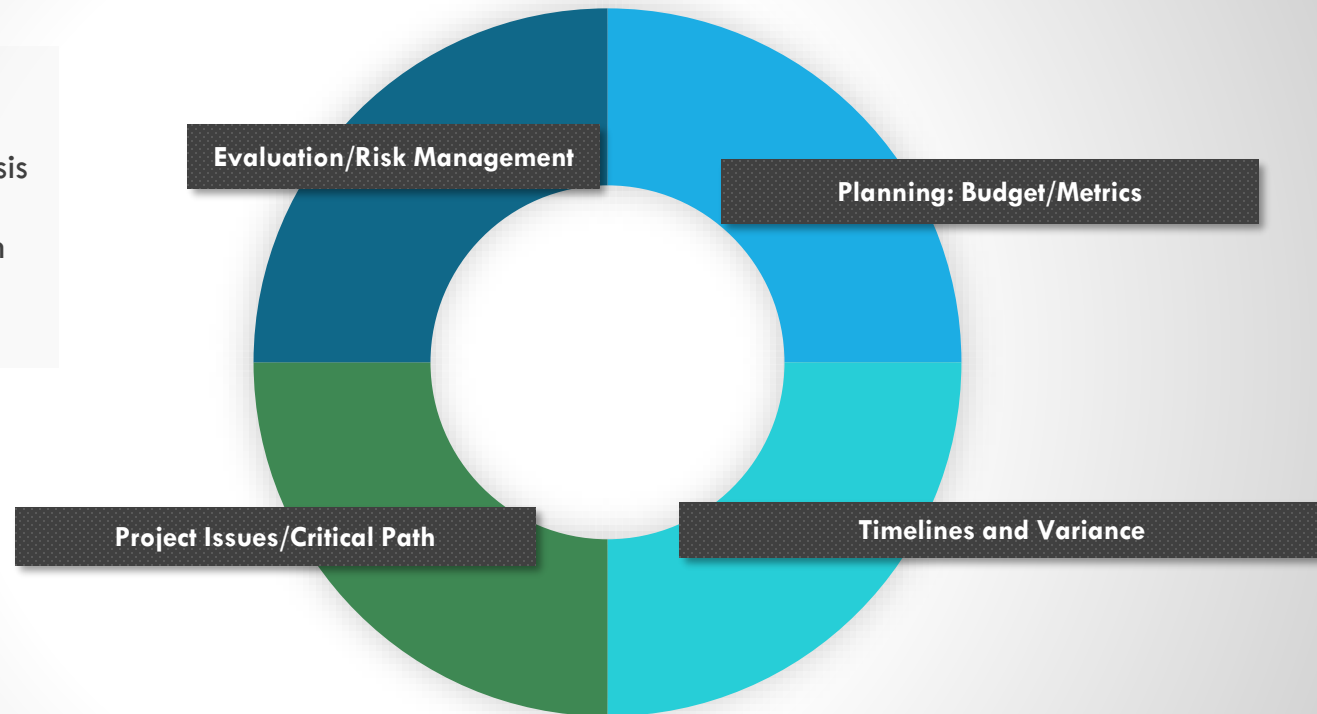 Evaluation/Risk Management
Planning: Budget/Metrics
Project Issues/Critical Path
Timelines and Variance